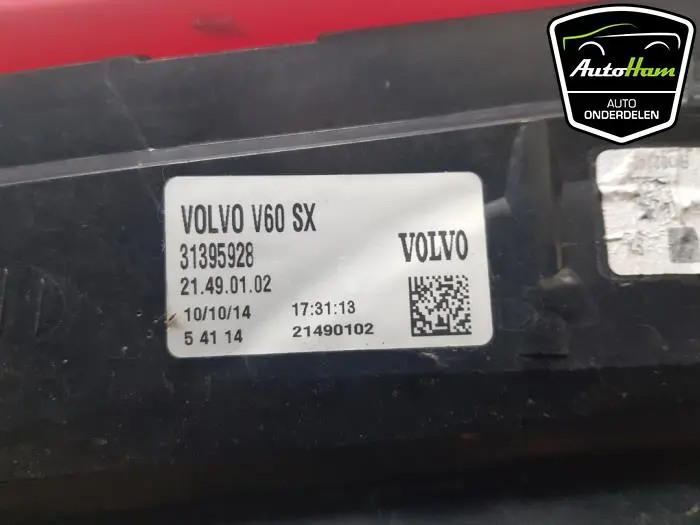 AutoHam
AUTO
ONDERDELEN
VOLVO V60 SX
31395928
VOLVO
21.49.01.02
10/10/14 17:31:13
5 41 14 21490102